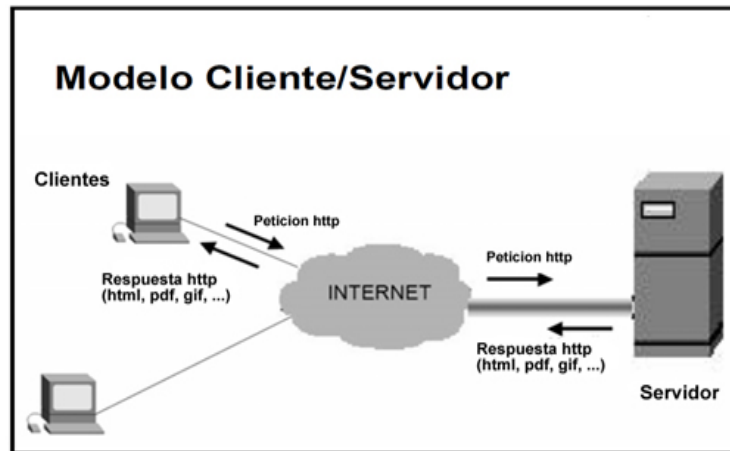 Modelo Cliente/Servidor
Clientes
Peticion http
Respuesta http
(html, pdf, gif, ...)
INTERNET
Peticion http
Respuesta http
(html, pdf, gif, ...)
Servidor